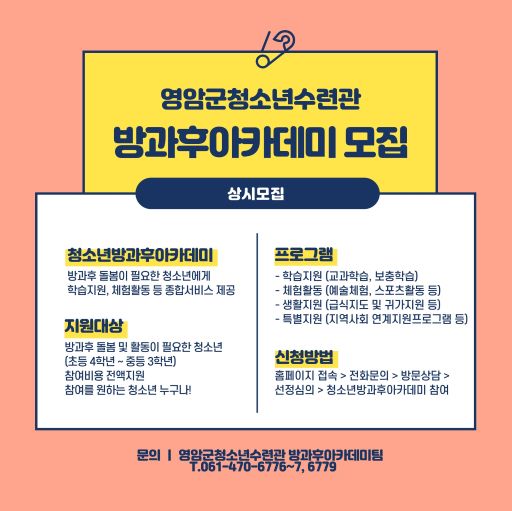 영암군청소년수련관
방과후아카데미 모집
상시모집
청소년방과후아카데미
방과후 돌봄이 필요한 청소년에게
학습지원, 체험활동 등 종합서비스 제공
지원대상
방과후 돌봄 및 활동이 필요한 청소년
(초등 4학년 ~ 중등 3학년)
참여비용 전액지원
참여를 원하는 청소년 누구나!
프로그램
- 학습지원 (교과학습, 보충학습)
- 체험활동 (예술체험, 스포츠활동 등)
- 생활지원 (급식지도 및 귀가지원 등)
- 특별지원 (지역사회 연계지원프로그램 등)
신청방법
홈페이지 접속 > 전화문의 > 방문상담 >
선정심의 > 청소년방과후아카데미 참여
문의 ㅣ 영암군청소년수련관 방과후아카데미팀
T.061-470-6776~7, 6779